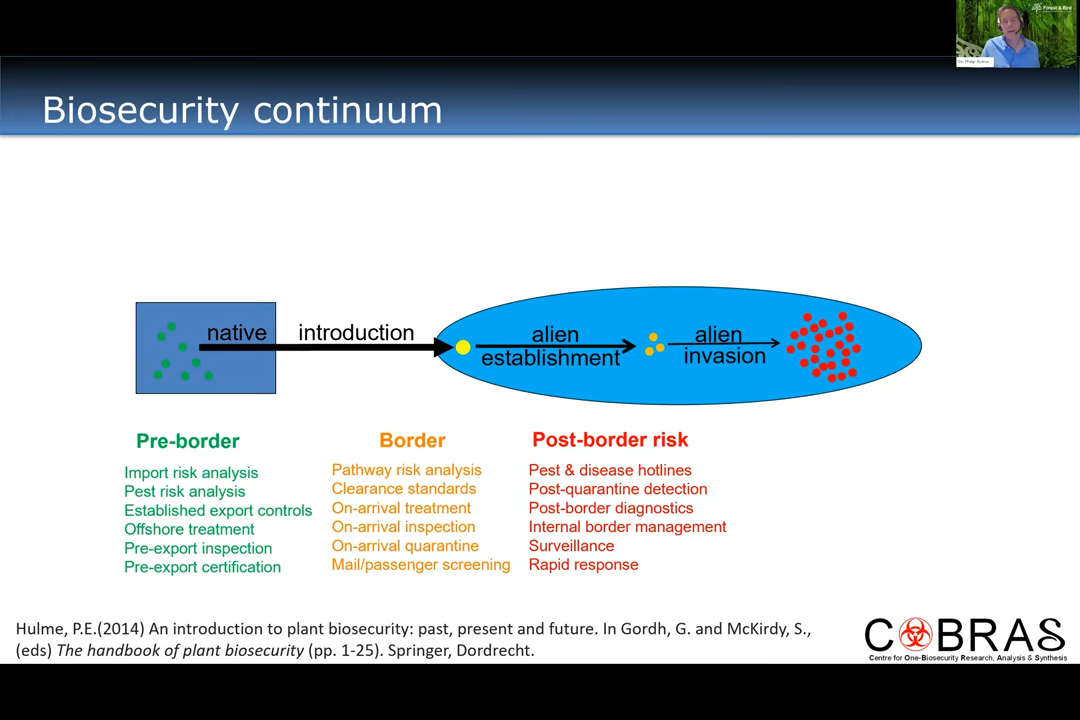 Forest & Bird
Dr. Philip Hulme
Biosecurity continuum
native
introduction
alien
establishment
alien
invasion
Pre-border
Import risk analysis
Pest risk analysis
Established export controls
Offshore treatment
Pre-export inspection
Pre-export certification
Border
Pathway risk analysis
Clearance standards
On-arrival treatment
On-arrival inspection
On-arrival quarantine
Mail/passenger screening
Post-border risk
Pest & disease hotlines
Post-quarantine detection
Post-border diagnostics
Internal border management
Surveillance
Rapid response
Hulme, P.E.(2014) An introduction to plant biosecurity: past, present and future. In Gordh, G. and McKirdy, S.,
(eds) The handbook of plant biosecurity (pp. 1-25). Springer, Dordrecht.
COBRAS
Centre for One-Biosecurity Research, Analysis & Synthesis